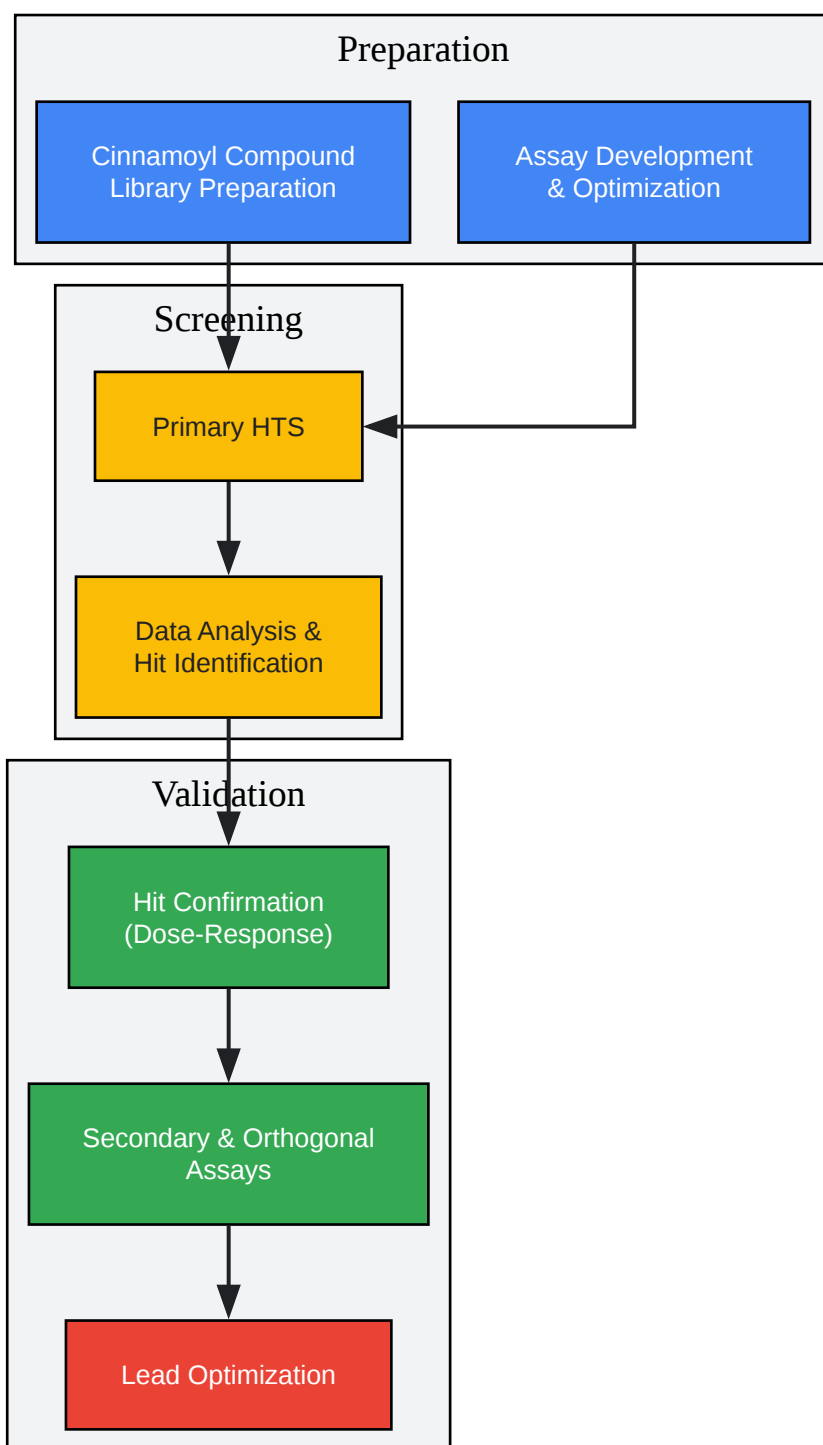 Preparation
Cinnamoyl Compound
Library Preparation
Assay Development
& Optimization
Screening
Primary HTS
Data Analysis &
Hit Identification
Validation
Hit Confirmation
(Dose-Response)
Secondary & Orthogonal
Assays
Lead Optimization